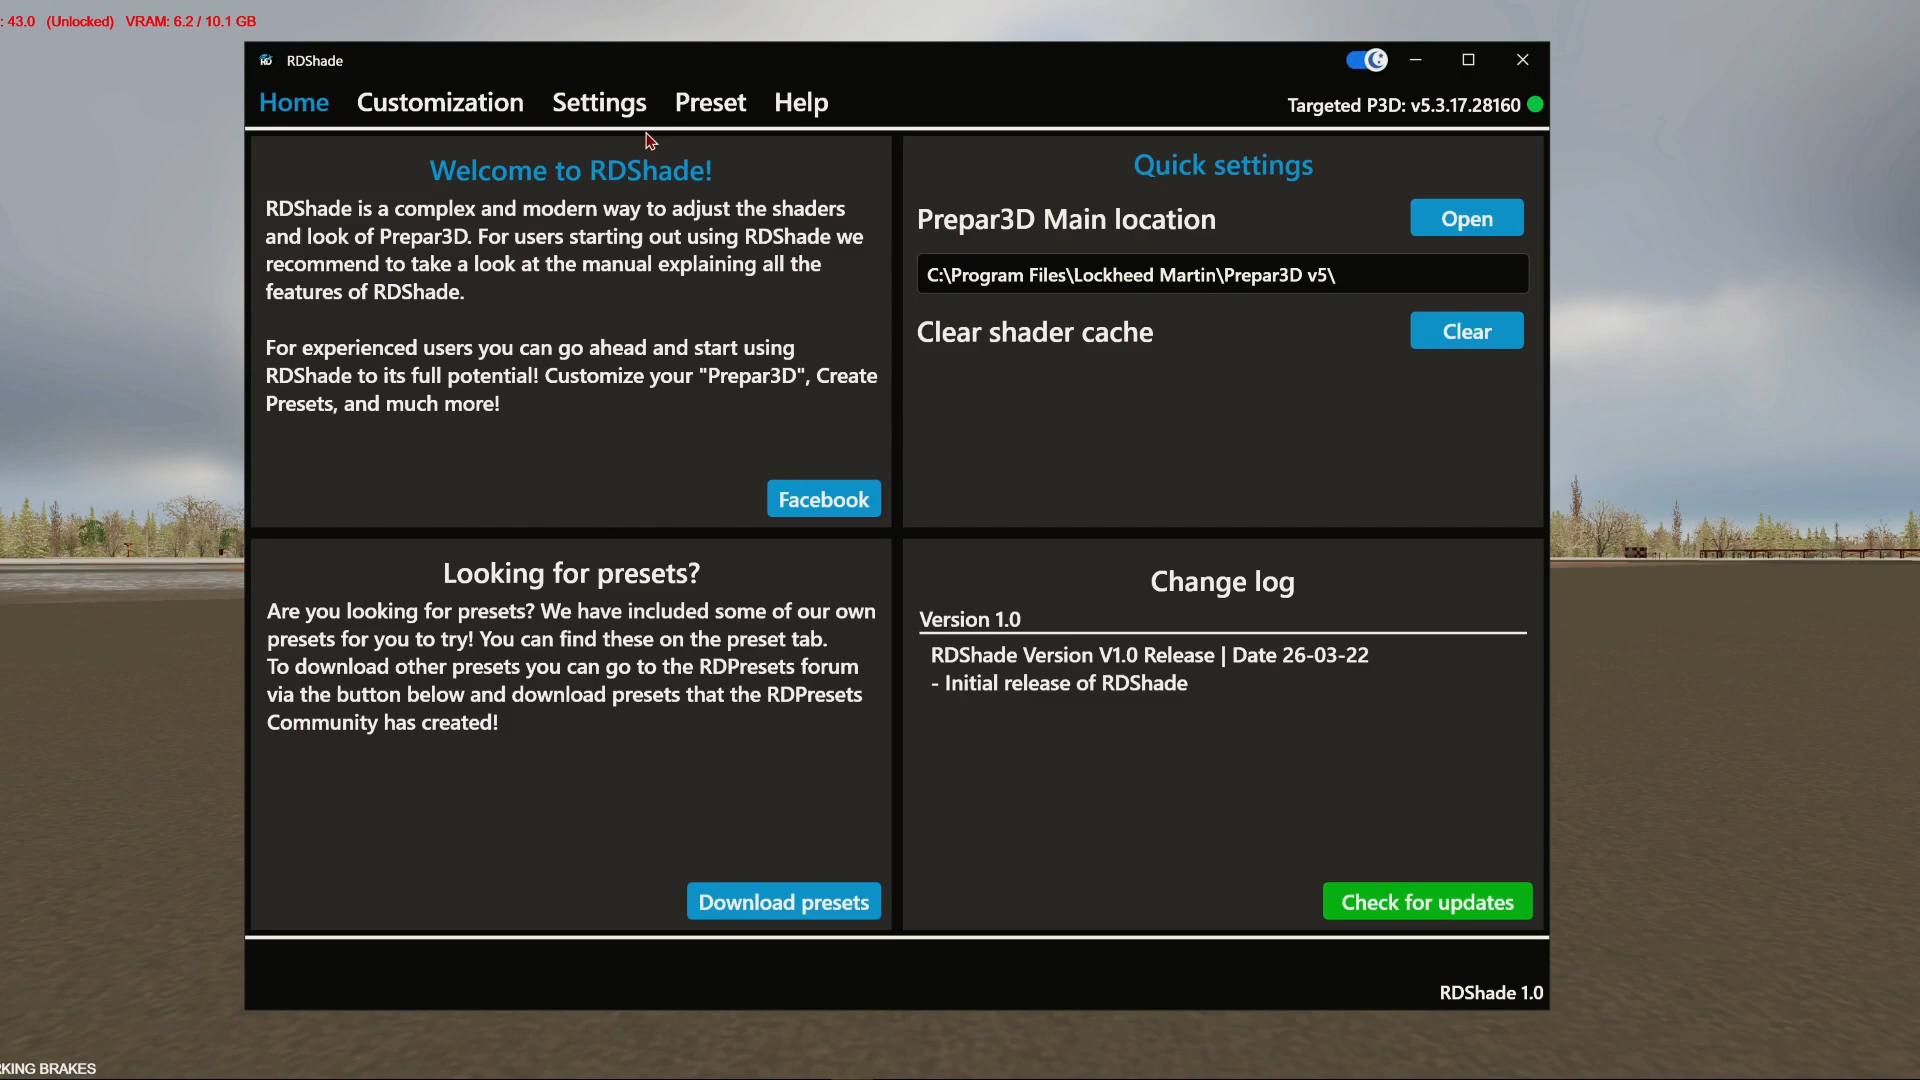 : 43.0 (Unlocked) VRAM: 6.2 / 10.1 GB
RDShade
Home Customization Settings Preset Help
Targeted P3D: v5.3.17.28160
Welcome to RDShade!
RDShade is a complex and modern way to adjust the shaders
and look of Prepar3D. For users starting out using RDShade we
recommend to take a look at the manual explaining all the
features of RDShade.
For experienced users you can go ahead and start using
RDShade to its full potential! Customize your "Prepar3D", Create
Presets, and much more!
Facebook
Quick settings
Prepar3D Main location
Open
C:\Program Files\Lockheed Martin\Prepar3D v5\
Clear shader cache
Clear
Looking for presets?
Are you looking for presets? We have included some of our own
presets for you to try! You can find these on the preset tab.
To download other presets you can go to the RDPresets forum
via the button below and download presets that the RDPresets
Community has created!
Download presets
Change log
Version 1.0
RDShade Version V1.0 Release | Date 26-03-22
- Initial release of RDShade
Check for updates
RDShade 1.0
RKING BRAKES